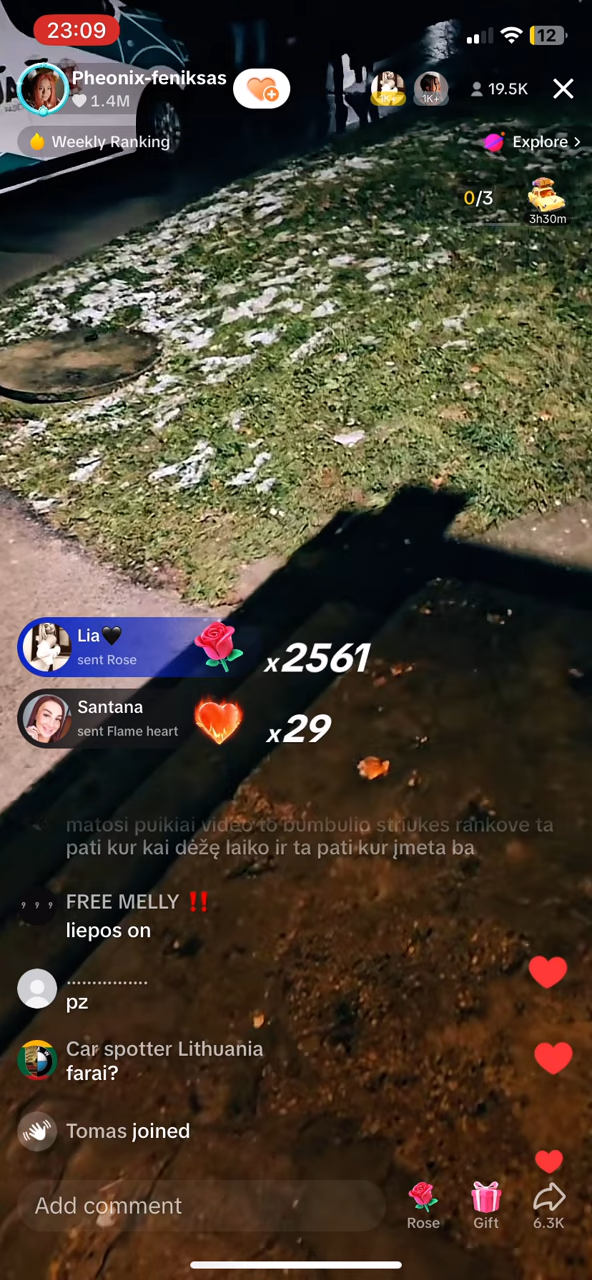 23:09
12
Pheonix-feniksas
1.4M
1K+
1K+
19.5K
Weekly Ranking
Explore >
0/3
3h30m
Lia🖤
sent Rose
x2561
Santana
sent Flame heart
x29
matosi puikiai video to bumbulio striukes rankove ta
pati kur kai dėžę laiko ir ta pati kur įmeta ba
FREE MELLY ‼️
liepos on
................
pz
Car spotter Lithuania
farai?
Tomas joined
Add comment
Rose
Gift
6.3K